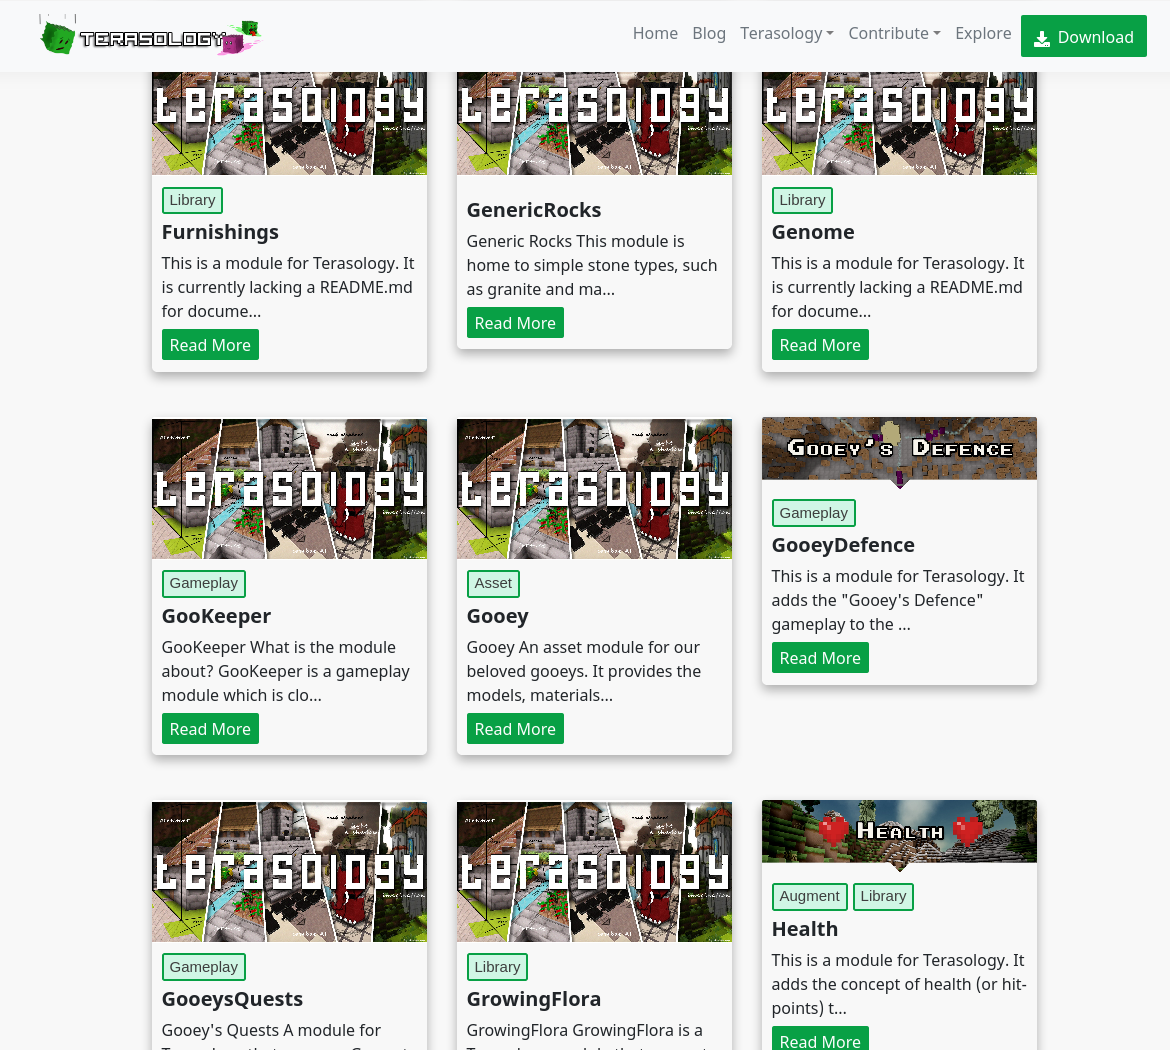 TERASOLOGY
Home Blog Terasology Contribute Explore Download
terasology
terasology
terasology
Library
Furnishings
This is a module for Terasology. It
is currently lacking a README.md
for docume...
Read More
GenericRocks
Generic Rocks This module is
home to simple stone types, such
as granite and ma...
Read More
Library
Genome
This is a module for Terasology. It
is currently lacking a README.md
for docume...
Read More
terasology
Gameplay
GooKeeper
GooKeeper What is the module
about? GooKeeper is a gameplay
module which is clo...
Read More
terasology
Asset
Gooey
Gooey An asset module for our
beloved gooeys. It provides the
models, materials...
Read More
Gooey's Defence
Gameplay
GooeyDefence
This is a module for Terasology. It
adds the "Gooey's Defence"
gameplay to the ...
Read More
terasology
Gameplay
GooeysQuests
Gooey's Quests A module for
terasology
Library
GrowingFlora
GrowingFlora GrowingFlora is a
Health
Augment Library
Health
This is a module for Terasology. It
adds the concept of health (or hit-
points) t...
Read More